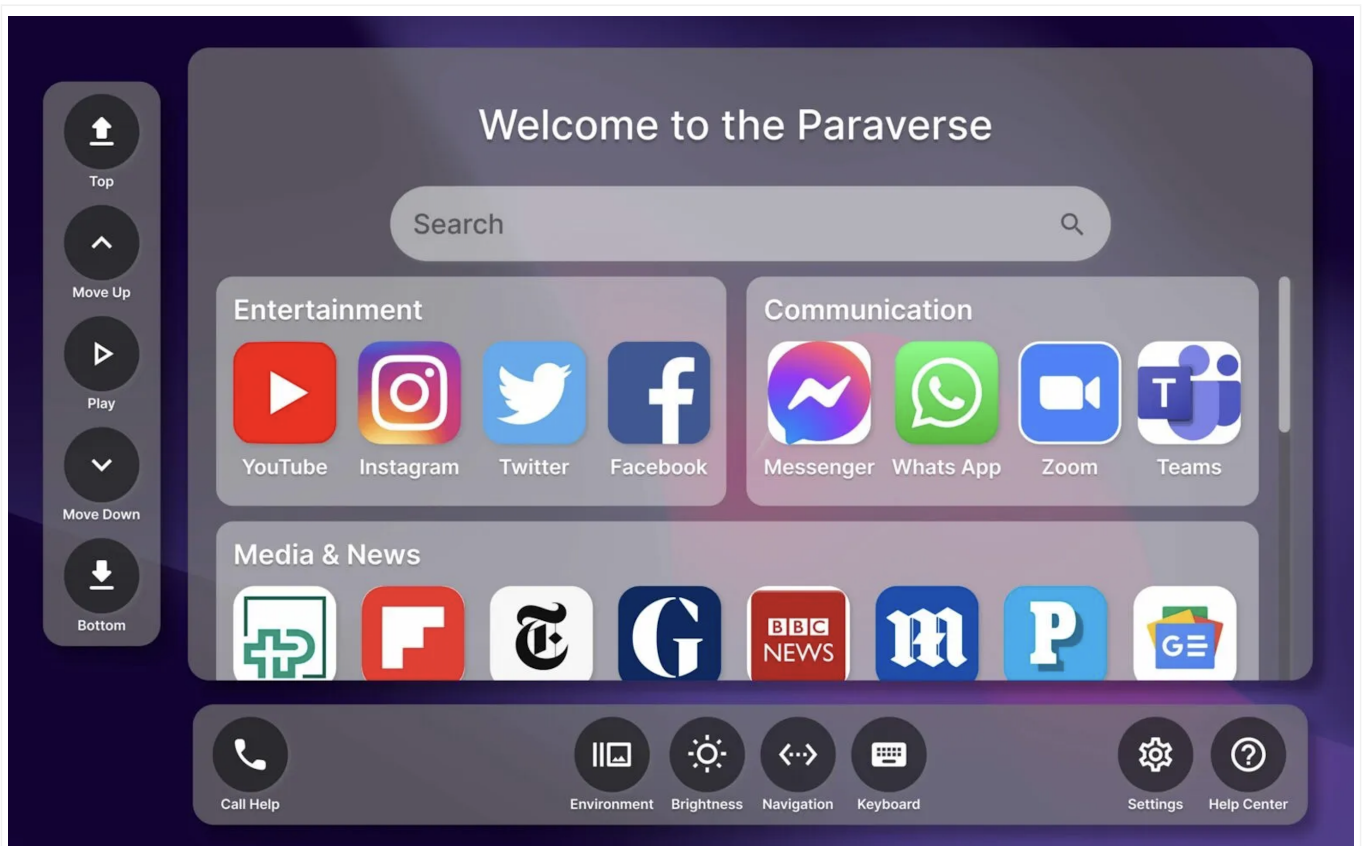 Welcome to the Paraverse
Search
Top
Move Up
Play
Move Down
Bottom
Entertainment
YouTube Instagram Twitter Facebook
Communication
Messenger Whats App Zoom Teams
T
Media & News
BBC
NEWS
G
P
Call Help
Environment Brightness Navigation Keyboard
Settings Help Center